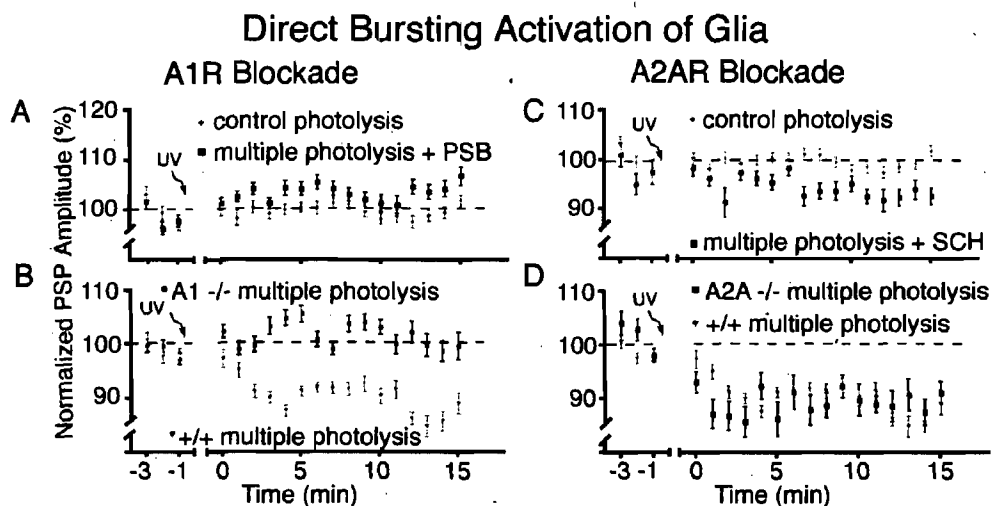 Direct Bursting Activation of Glia
A1R Blockade
A2AR Blockade
Normalized PSP Amplitude (%)
A
120
110
100
UV
control photolysis
multiple photolysis + PSB
B
110
100
90
UV
A1 -/- multiple photolysis
+/+ multiple photolysis
-3 -1 0 5 10 15
Time (min)
C
110
100
90
UV
control photolysis
multiple photolysis + SCH
D
110
100
90
UV
A2A -/- multiple photolysis
+/+ multiple photolysis
-3 -1 0 5 10 15
Time (min)